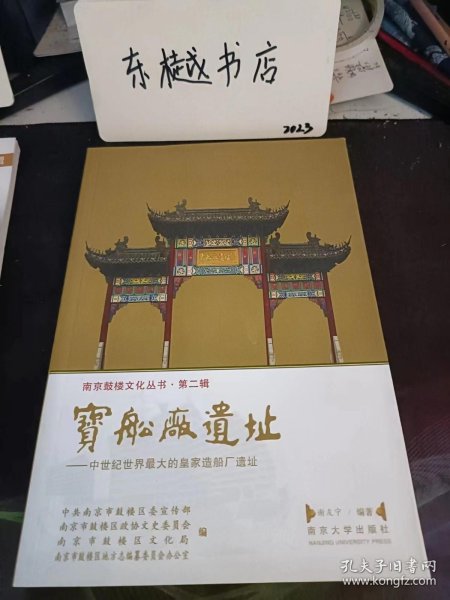 东樾书店
2023
南京鼓楼文化丛书·第二辑
寶船廠遺址
——中世纪世界最大的皇家造船厂遗址
中共南京市鼓楼区委宣传部
南京市鼓楼区政协文史委员会
南京市鼓楼区文化局
南京市鼓楼区地方志编纂委员会办公室
编
谢友宁/编著
南京大学出版社
NANJING UNIVERSITY PRESS
孔夫子旧书网
www.kongfz.com